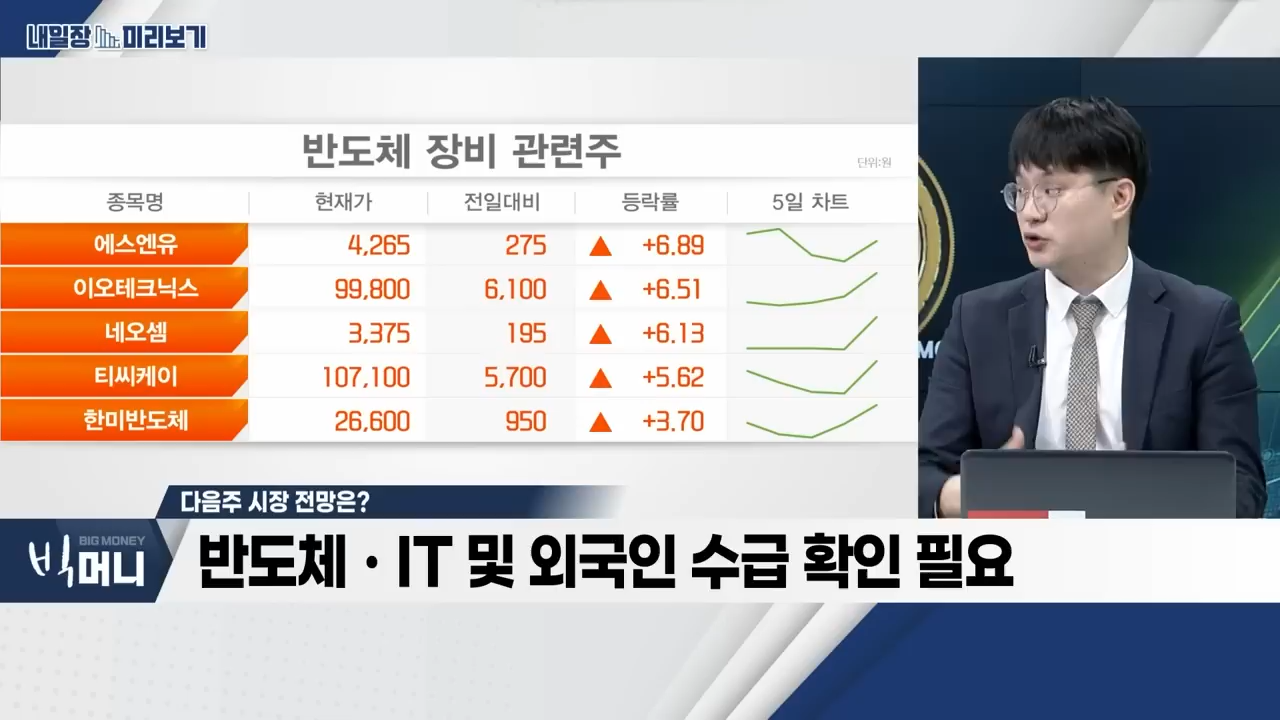 내일장 미리보기
반도체 장비 관련주
단위:원
종목명 현재가 전일대비 등락률 5일 차트
에스엔유 4,265 275 ▲ +6.89
이오테크닉스 99,800 6,100 ▲ +6.51
네오셈 3,375 195 ▲ +6.13
티씨케이 107,100 5,700 ▲ +5.62
한미반도체 26,600 950 ▲ +3.70
다음주 시장 전망은?
BIG MONEY
빅머니
반도체·IT 및 외국인 수급 확인 필요